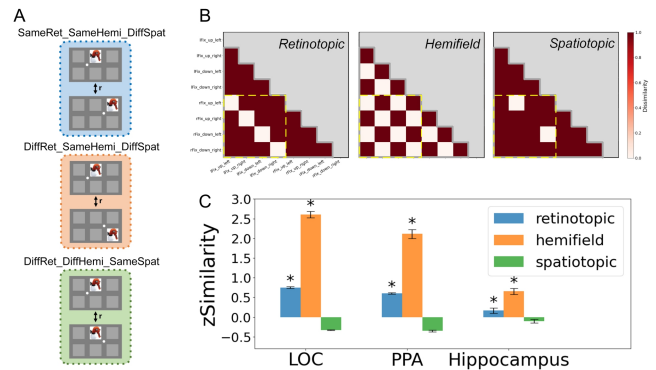 A
SameRet_SameHemi_DiffSpat
r
DiffRet_SameHemi_DiffSpat
r
DiffRet_DiffHemi_SameSpat
r
B
Retinotopic
Hemifield
Spatiotopic
lFix_up_left
lFix_up_right
lFix_down_left
lFix_down_right
rFix_up_left
rFix_up_right
rFix_down_left
rFix_down_right
lFix_up_left
lFix_up_right
lFix_down_left
lFix_down_right
rFix_up_left
rFix_up_right
rFix_down_left
rFix_down_right
1.0
0.8
0.6
0.4
0.2
0.0
Dissimilarity
C
zSimilarity
3.0
2.5
2.0
1.5
1.0
0.5
0.0
−0.5
* * * * * *
retinotopic
hemifield
spatiotopic
LOC
PPA
Hippocampus